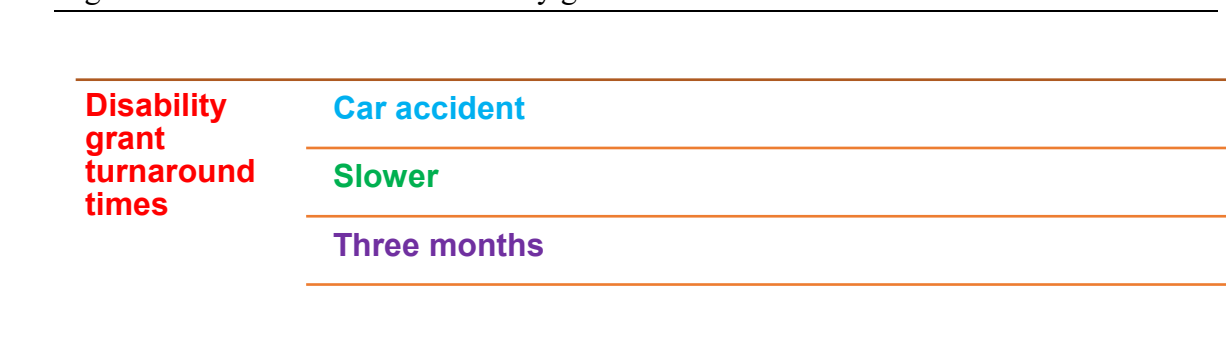 Disability
grant
turnaround
times
Car accident
Slower
Three months